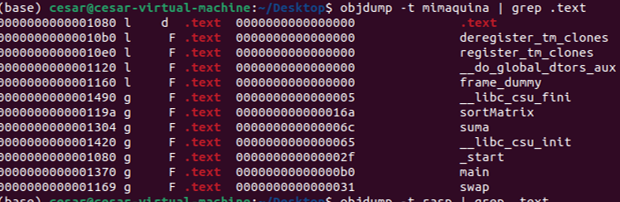 (base) cesar@cesar-virtual-machine:~/Desktop$ objdump -t mimaquina | grep .text
0000000000001080 l    d  .text 0000000000000000              .text
00000000000010b0 l     F .text 0000000000000000              deregister_tm_clones
00000000000010e0 l     F .text 0000000000000000              register_tm_clones
0000000000001120 l     F .text 0000000000000000              __do_global_dtors_aux
0000000000001160 l     F .text 0000000000000000              frame_dummy
0000000000001490 g     F .text 0000000000000005              __libc_csu_fini
000000000000119a g     F .text 000000000000016a              sortMatrix
0000000000001304 g     F .text 000000000000006c              suma
0000000000001420 g     F .text 0000000000000065              __libc_csu_init
0000000000001080 g     F .text 000000000000002f              _start
0000000000001370 g     F .text 00000000000000b0              main
0000000000001169 g     F .text 0000000000000031              swap
(base) cesar@cesar-virtual-machine:~/Desktop$ objdump -t sasp | grep .text